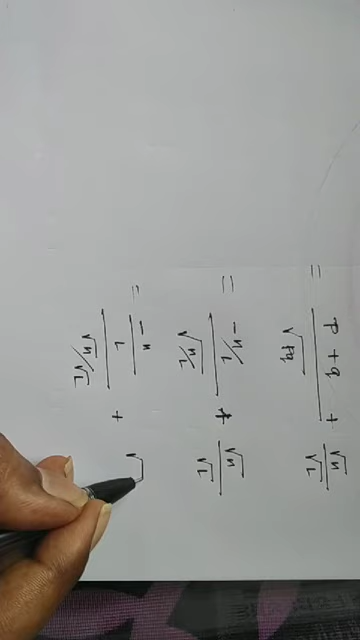 = p + q / √pq + √n / √l
= -n/l / √n/l + √n / √l
= -n/l / √n/√l + √